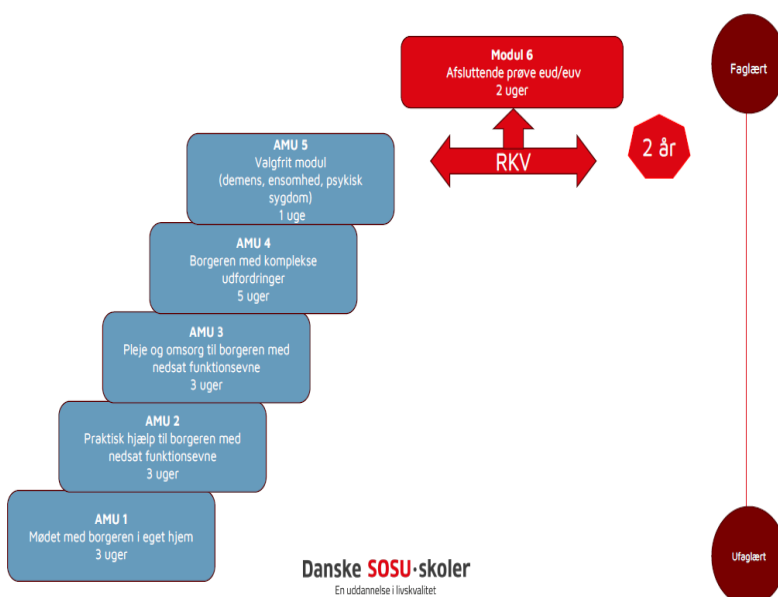 Modul 6
Afsluttende prøve eud/euv
2 uger
Faglært
AMU 5
Valgfrit modul
(demens, ensomhed, psykisk
sygdom)
1 uge
RKV
2 år
AMU 4
Borgeren med komplekse
udfordringer
5 uger
AMU 3
Pleje og omsorg til borgeren med
nedsat funktionsevne
3 uger
AMU 2
Praktisk hjælp til borgeren med
nedsat funktionsevne
3 uger
AMU 1
Mødet med borgeren i eget hjem
3 uger
Ufaglært
Danske SOSU·skoler
En uddannelse i livskvalitet